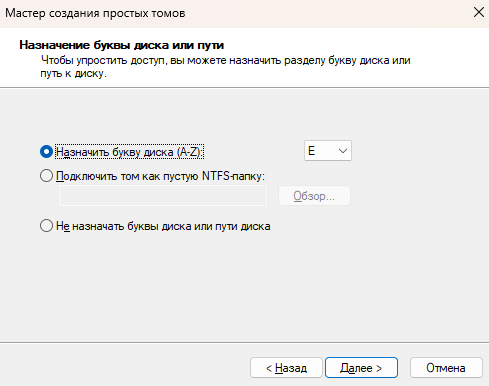 Мастер создания простых томов
Назначение буквы диска или пути
Чтобы упростить доступ, вы можете назначить разделу букву диска или
путь к диску.
Назначить букву диска (A-Z):
E
Подключить том как пустую NTFS-папку:
Обзор...
Не назначать буквы диска или пути диска
< Назад
Далее >
Отмена